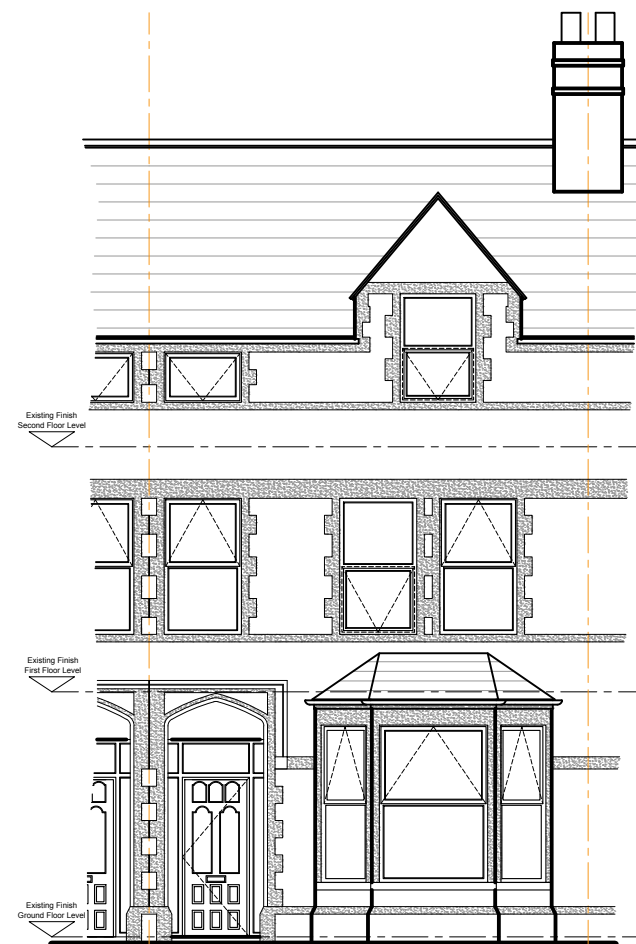 Existing Finish
Second Floor Level
Existing Finish
First Floor Level
Existing Finish
Ground Floor Level